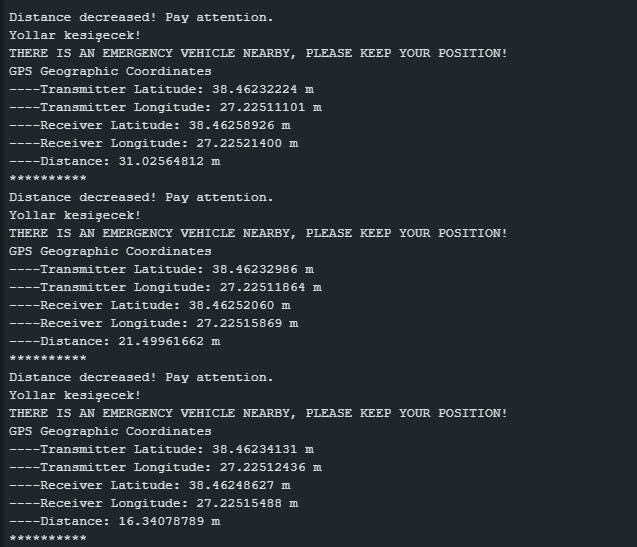 Distance decreased! Pay attention.
Yollar kesişecek!
THERE IS AN EMERGENCY VEHICLE NEARBY, PLEASE KEEP YOUR POSITION!
GPS Geographic Coordinates
----Transmitter Latitude: 38.46232224 m
----Transmitter Longitude: 27.22511101 m
----Receiver Latitude: 38.46258926 m
----Receiver Longitude: 27.22521400 m
----Distance: 31.02564812 m
**********
Distance decreased! Pay attention.
Yollar kesişecek!
THERE IS AN EMERGENCY VEHICLE NEARBY, PLEASE KEEP YOUR POSITION!
GPS Geographic Coordinates
----Transmitter Latitude: 38.46232986 m
----Transmitter Longitude: 27.22511864 m
----Receiver Latitude: 38.46252060 m
----Receiver Longitude: 27.22515869 m
----Distance: 21.49961662 m
**********
Distance decreased! Pay attention.
Yollar kesişecek!
THERE IS AN EMERGENCY VEHICLE NEARBY, PLEASE KEEP YOUR POSITION!
GPS Geographic Coordinates
----Transmitter Latitude: 38.46234131 m
----Transmitter Longitude: 27.22512436 m
----Receiver Latitude: 38.46248627 m
----Receiver Longitude: 27.22515488 m
----Distance: 16.34078789 m
**********